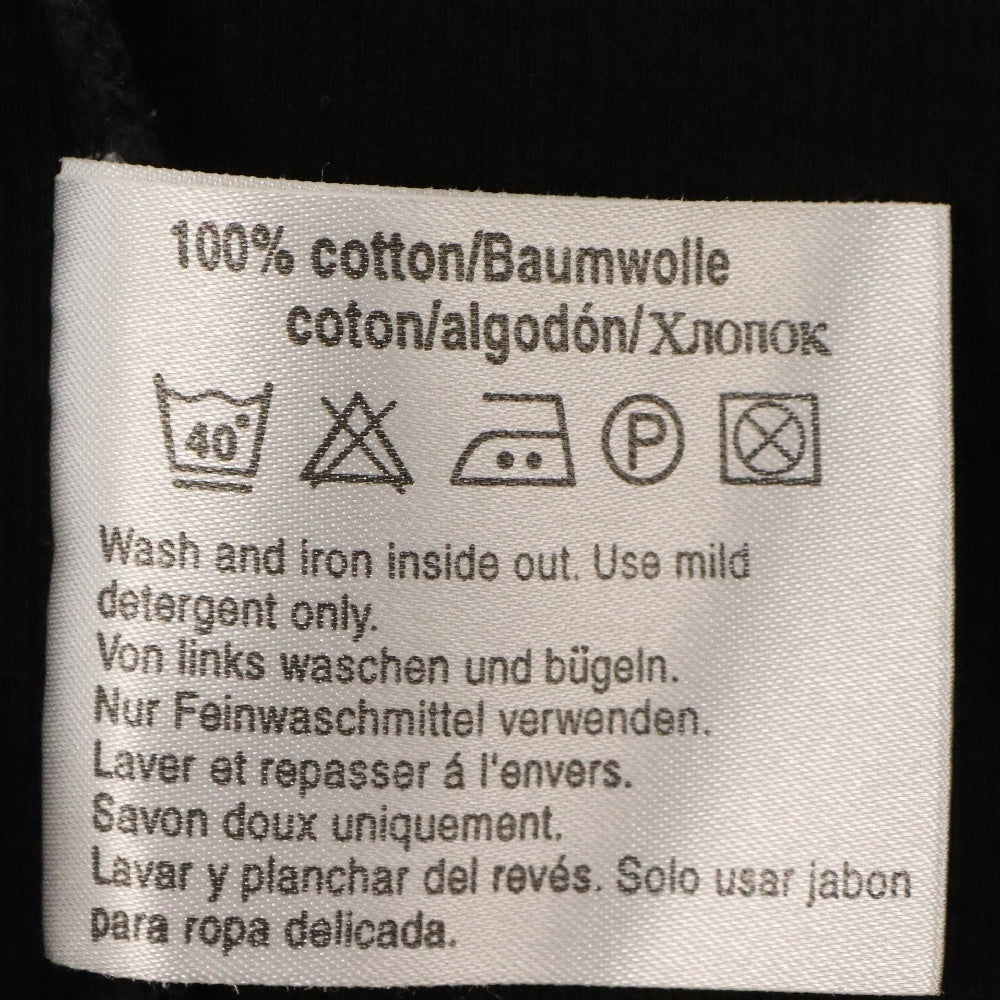 100% cotton/Baumwolle
coton/algodón/Хлопок
40°
P
Wash and iron inside out. Use mild
detergent only.
Von links waschen und bügeln.
Nur Feinwaschmittel verwenden.
Laver et repasser á l'envers.
Savon doux uniquement.
Lavar y planchar del revés. Solo usar jabon
para ropa delicada.